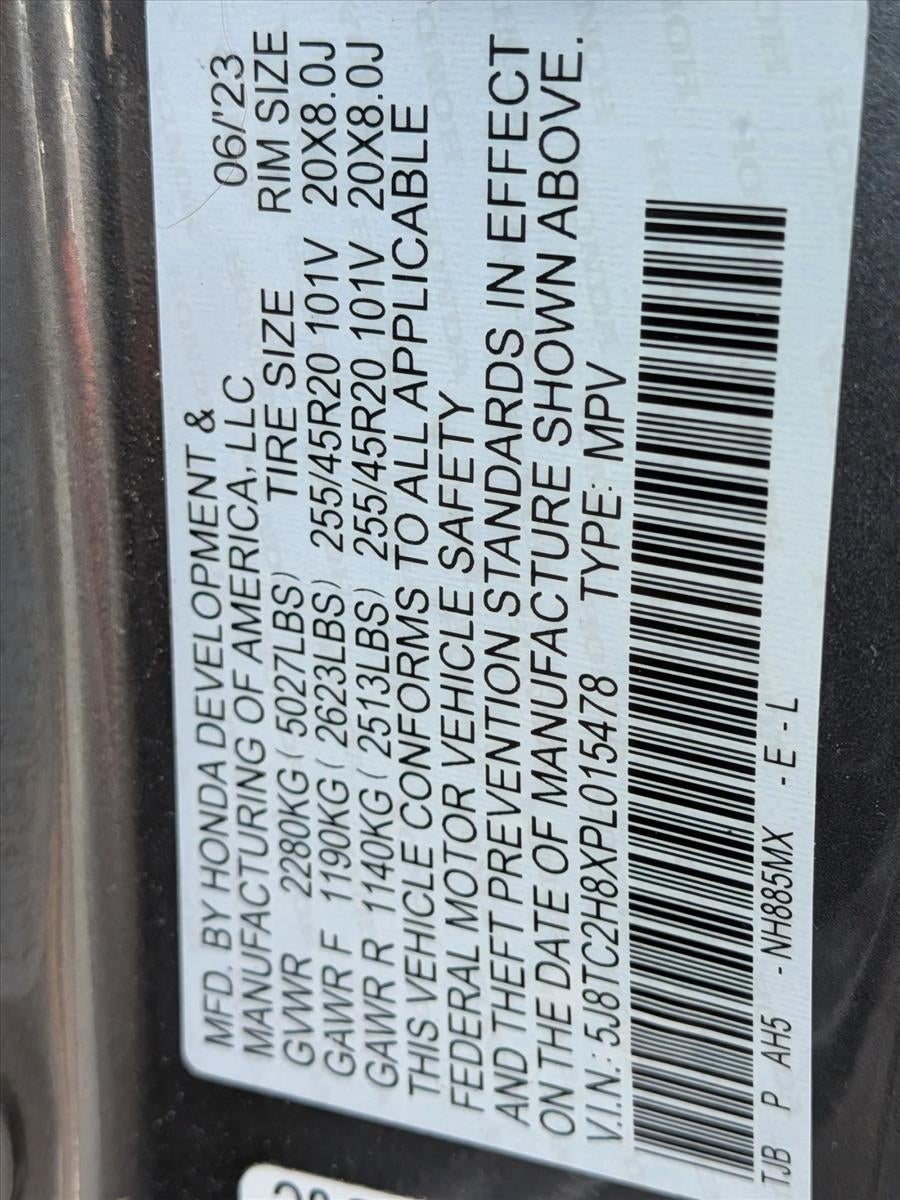 MFD. BY HONDA DEVELOPMENT &
MANUFACTURING OF AMERICA, LLC 06/'23
GVWR 2280KG ( 5027LBS) TIRE SIZE RIM SIZE
GAWR F 1190KG ( 2623LBS) 255/45R20 101V 20X8.0J
GAWR R 1140KG ( 2513LBS) 255/45R20 101V 20X8.0J
THIS VEHICLE CONFORMS TO ALL APPLICABLE
FEDERAL MOTOR VEHICLE SAFETY
AND THEFT PREVENTION STANDARDS IN EFFECT
ON THE DATE OF MANUFACTURE SHOWN ABOVE.
V.I.N.: 5J8TC2H8XPL015478 TYPE: MPV
TJB P AH5 - NH885MX - E - L